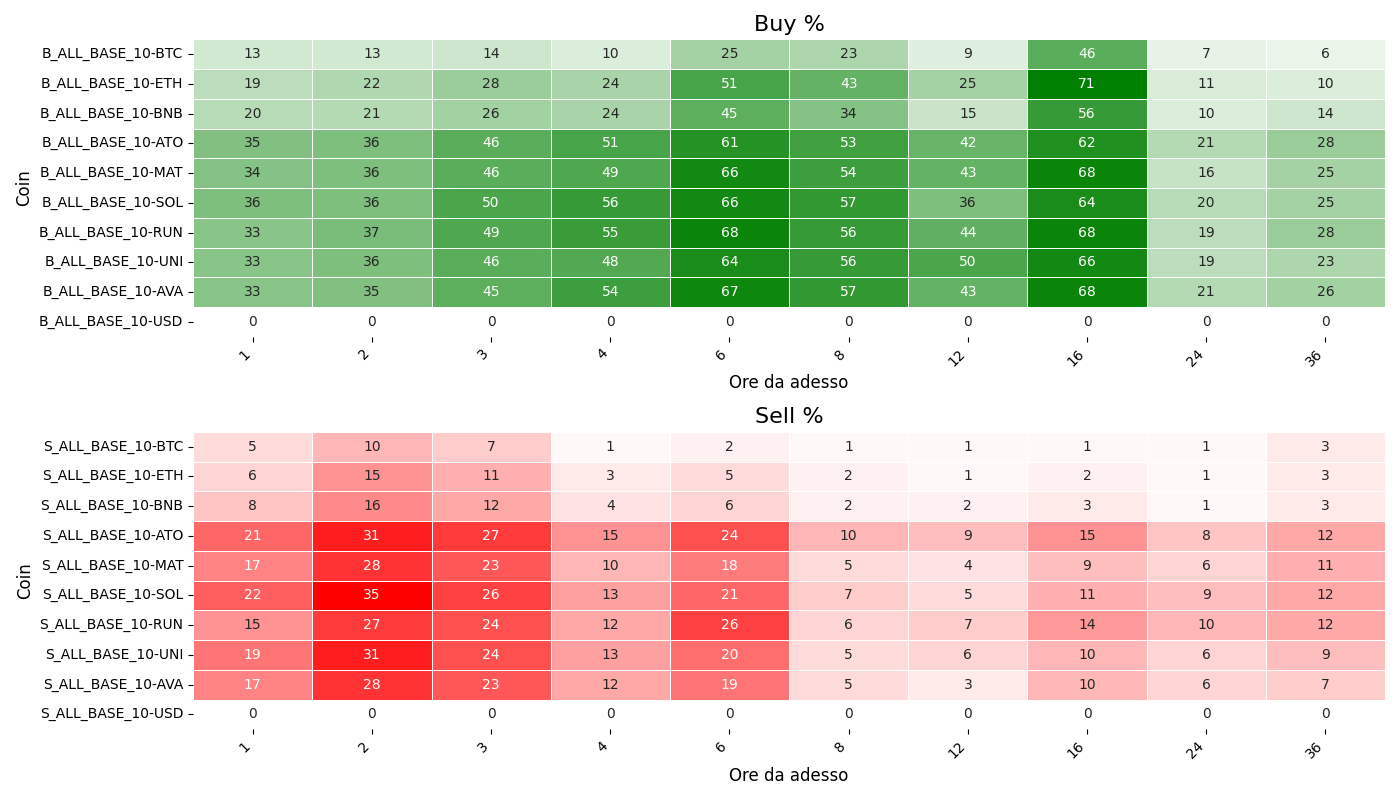 Buy %
Coin
B_ALL_BASE_10-BTC 13 13 14 10 25 23 9 46 7 6
B_ALL_BASE_10-ETH 19 22 28 24 51 43 25 71 11 10
B_ALL_BASE_10-BNB 20 21 26 24 45 34 15 56 10 14
B_ALL_BASE_10-ATO 35 36 46 51 61 53 42 62 21 28
B_ALL_BASE_10-MAT 34 36 46 49 66 54 43 68 16 25
B_ALL_BASE_10-SOL 36 36 50 56 66 57 36 64 20 25
B_ALL_BASE_10-RUN 33 37 49 55 68 56 44 68 19 28
B_ALL_BASE_10-UNI 33 36 46 48 64 56 50 66 19 23
B_ALL_BASE_10-AVA 33 35 45 54 67 57 43 68 21 26
B_ALL_BASE_10-USD 0 0 0 0 0 0 0 0 0 0
1 2 3 4 6 8 12 16 24 36
Ore da adesso
Sell %
Coin
S_ALL_BASE_10-BTC 5 10 7 1 2 1 1 1 1 3
S_ALL_BASE_10-ETH 6 15 11 3 5 2 1 2 1 3
S_ALL_BASE_10-BNB 8 16 12 4 6 2 2 3 1 3
S_ALL_BASE_10-ATO 21 31 27 15 24 10 9 15 8 12
S_ALL_BASE_10-MAT 17 28 23 10 18 5 4 9 6 11
S_ALL_BASE_10-SOL 22 35 26 13 21 7 5 11 9 12
S_ALL_BASE_10-RUN 15 27 24 12 26 6 7 14 10 12
S_ALL_BASE_10-UNI 19 31 24 13 20 5 6 10 6 9
S_ALL_BASE_10-AVA 17 28 23 12 19 5 3 10 6 7
S_ALL_BASE_10-USD 0 0 0 0 0 0 0 0 0 0
1 2 3 4 6 8 12 16 24 36
Ore da adesso